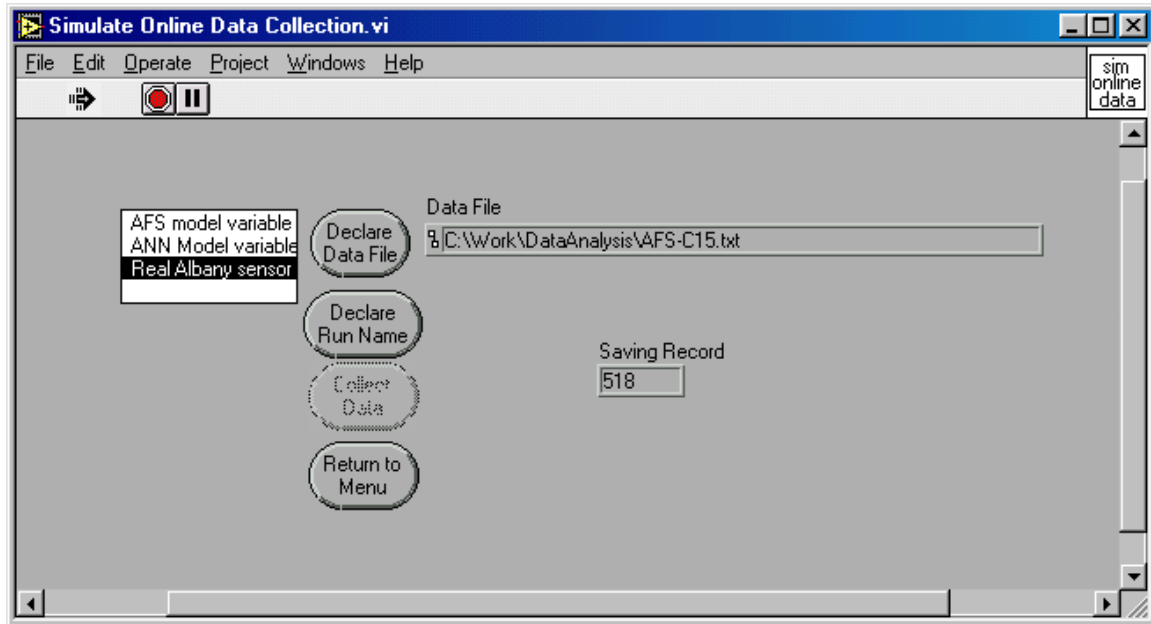 Simulate Online Data Collection.vi
File Edit Operate Project Windows Help
sim
online
data
AFS model variable
ANN Model variable
Real Albany sensor
Declare
Data File
Data File
C:\Work\DataAnalysis\AFS-C15.txt
Declare
Run Name
Saving Record
518
Collect
Data
Return to
Menu